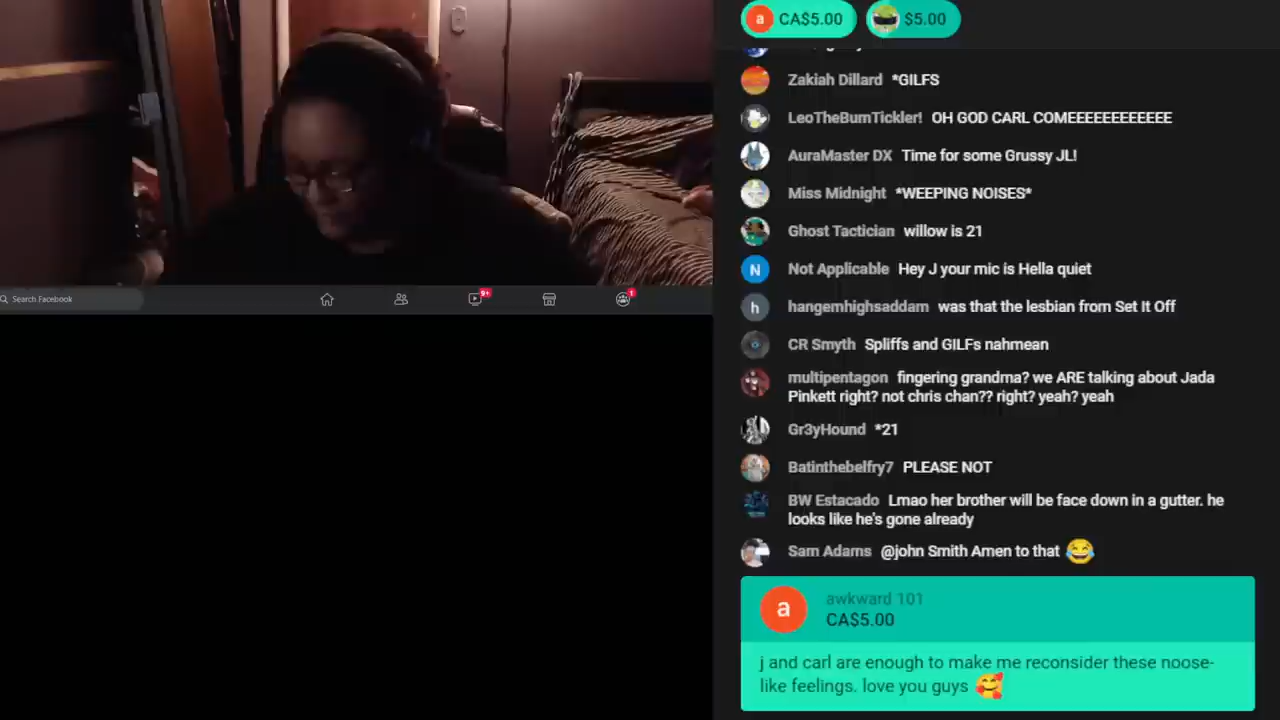 CA$5.00
$5.00
Zakiah Dillard *GILFS
LeoTheBumTickler! OH GOD CARL COMEEEEEEEEEEEE
AuraMaster DX Time for some Grussy JL!
Miss Midnight *WEEPING NOISES*
Ghost Tactician willow is 21
Not Applicable Hey J your mic is Hella quiet
hangemhighsaddam was that the lesbian from Set It Off
CR Smyth Spliffs and GILFs nahmean
multipentagon fingering grandma? we ARE talking about Jada
Pinkett right? not chris chan?? right? yeah? yeah
Gr3yHound *21
Batinthebelfry7 PLEASE NOT
BW Estacado Lmao her brother will be face down in a gutter. he
looks like he's gone already
Sam Adams @john Smith Amen to that 😂
a awkward 101
CA$5.00
j and carl are enough to make me reconsider these noose-
like feelings. love you guys 🥰
Search Facebook
9+
1